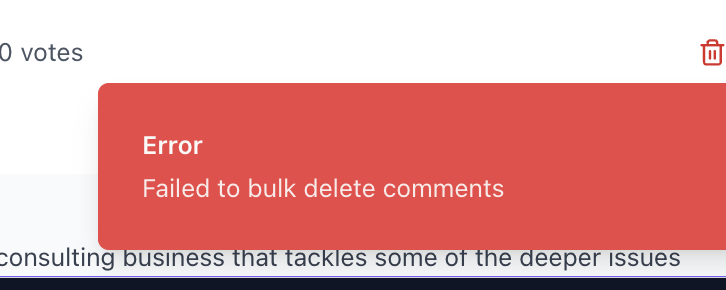 0 votes
Error
Failed to bulk delete comments
consulting business that tackles some of the deeper issues